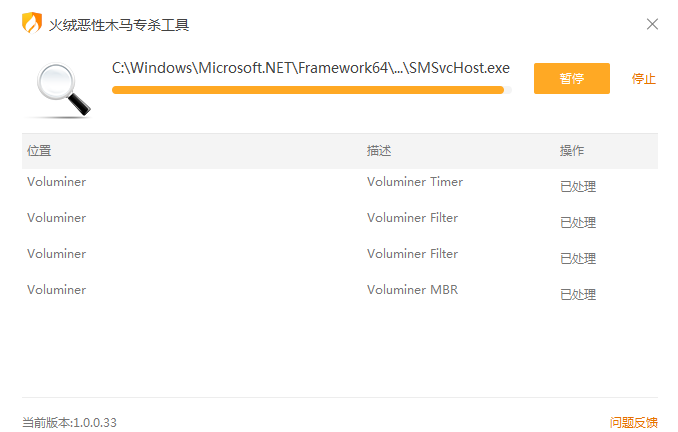 火绒恶性木马专杀工具
C:\Windows\Microsoft.NET\Framework64\...\SMSvcHost.exe
暂停 停止
位置 描述 操作
Voluminer Voluminer Timer 已处理
Voluminer Voluminer Filter 已处理
Voluminer Voluminer Filter 已处理
Voluminer Voluminer MBR 已处理
当前版本:1.0.0.33 问题反馈